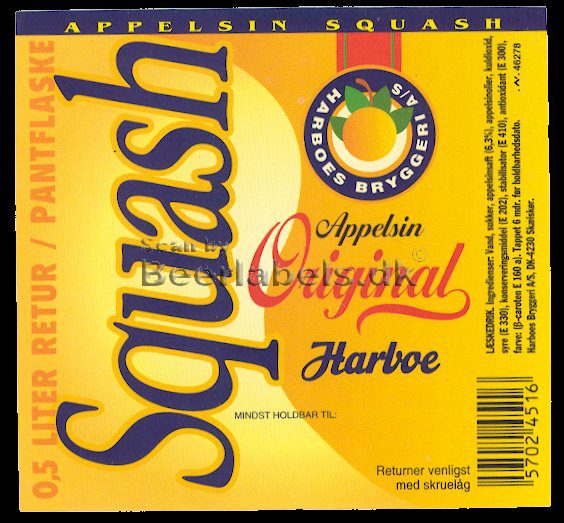 APPELSIN SQUASH
0,5 LITER RETUR / PANTFLASKE
Squash
HARBOES BRYGGERI A/S
Appelsin
Original
Harboe
MINDST HOLDBAR TIL:
Returner venligst
med skruelåg
LÆSKEDRIK. Ingredienser: Vand, sukker, appelsinsaft (6,3%), appelsinolier, kuldioxid,
syre (E 330), konserveringsmiddel (E 202), stabilisator (E 410), antioxidant (E 300),
farve: (β-caroten E 160 a). Tappet 6 mdr. før holdbarhedsdato.
Harboes Bryggeri A/S, DK-4230 Skælskør.
46278
5702 4516
Scan by
Beerlabels.dk